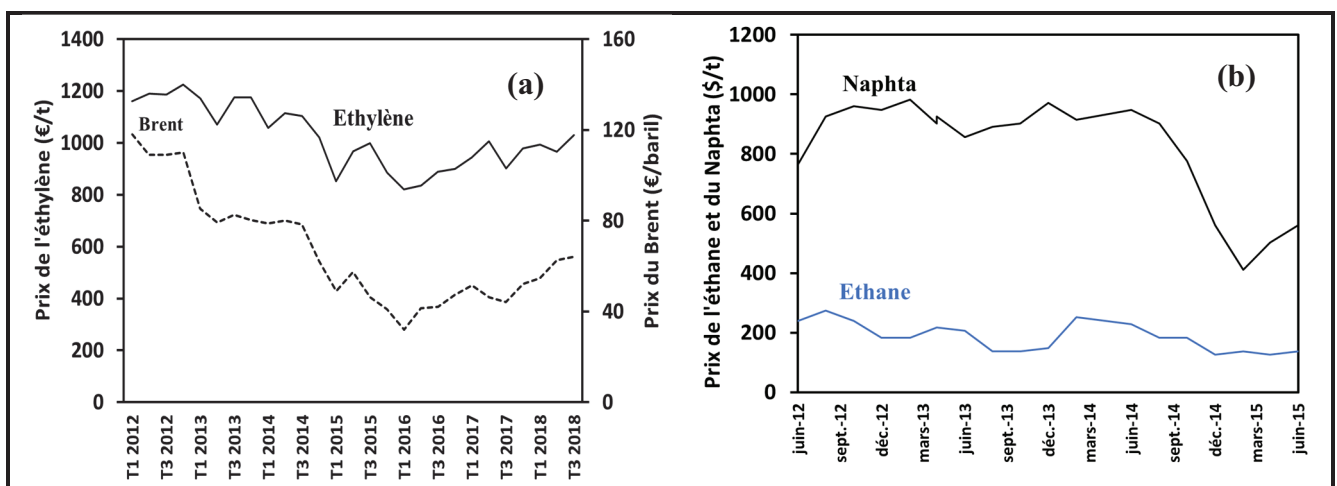 1400
1200
1000
800
600
400
200
0
Prix de l'éthylène (€/t)
(a)
Brent
Ethylène
160
120
80
40
0
Prix du Brent (€/baril)
T1 2012
T3 2012
T1 2013
T3 2013
T1 2014
T3 2014
T1 2015
T3 2015
T1 2016
T3 2016
T1 2017
T3 2017
T1 2018
T3 2018
1200
1000
800
600
400
200
0
Prix de l'éthane et du Naphta ($/t)
(b)
Naphta
Ethane
juin-12
sept.-12
déc.-12
mars-13
juin-13
sept.-13
déc.-13
mars-14
juin-14
sept.-14
déc.-14
mars-15
juin-15